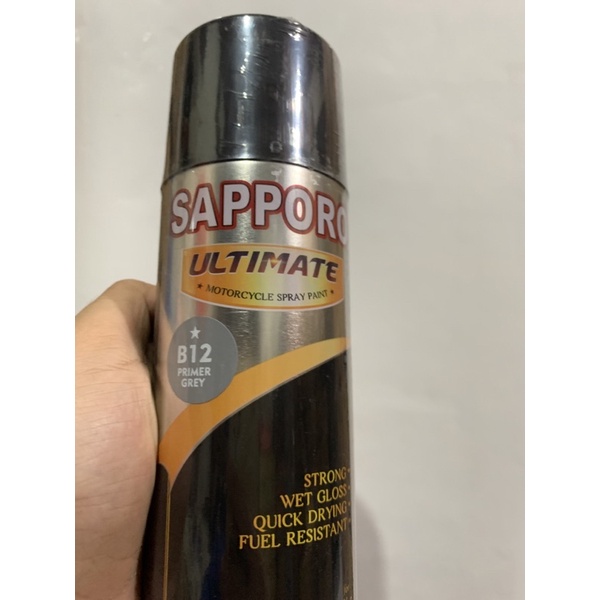 SAPPORO
ULTIMATE
★ MOTORCYCLE SPRAY PAINT ★
★
B12
PRIMER
GREY
STRONG
WET GLOSS
QUICK DRYING
FUEL RESISTANT